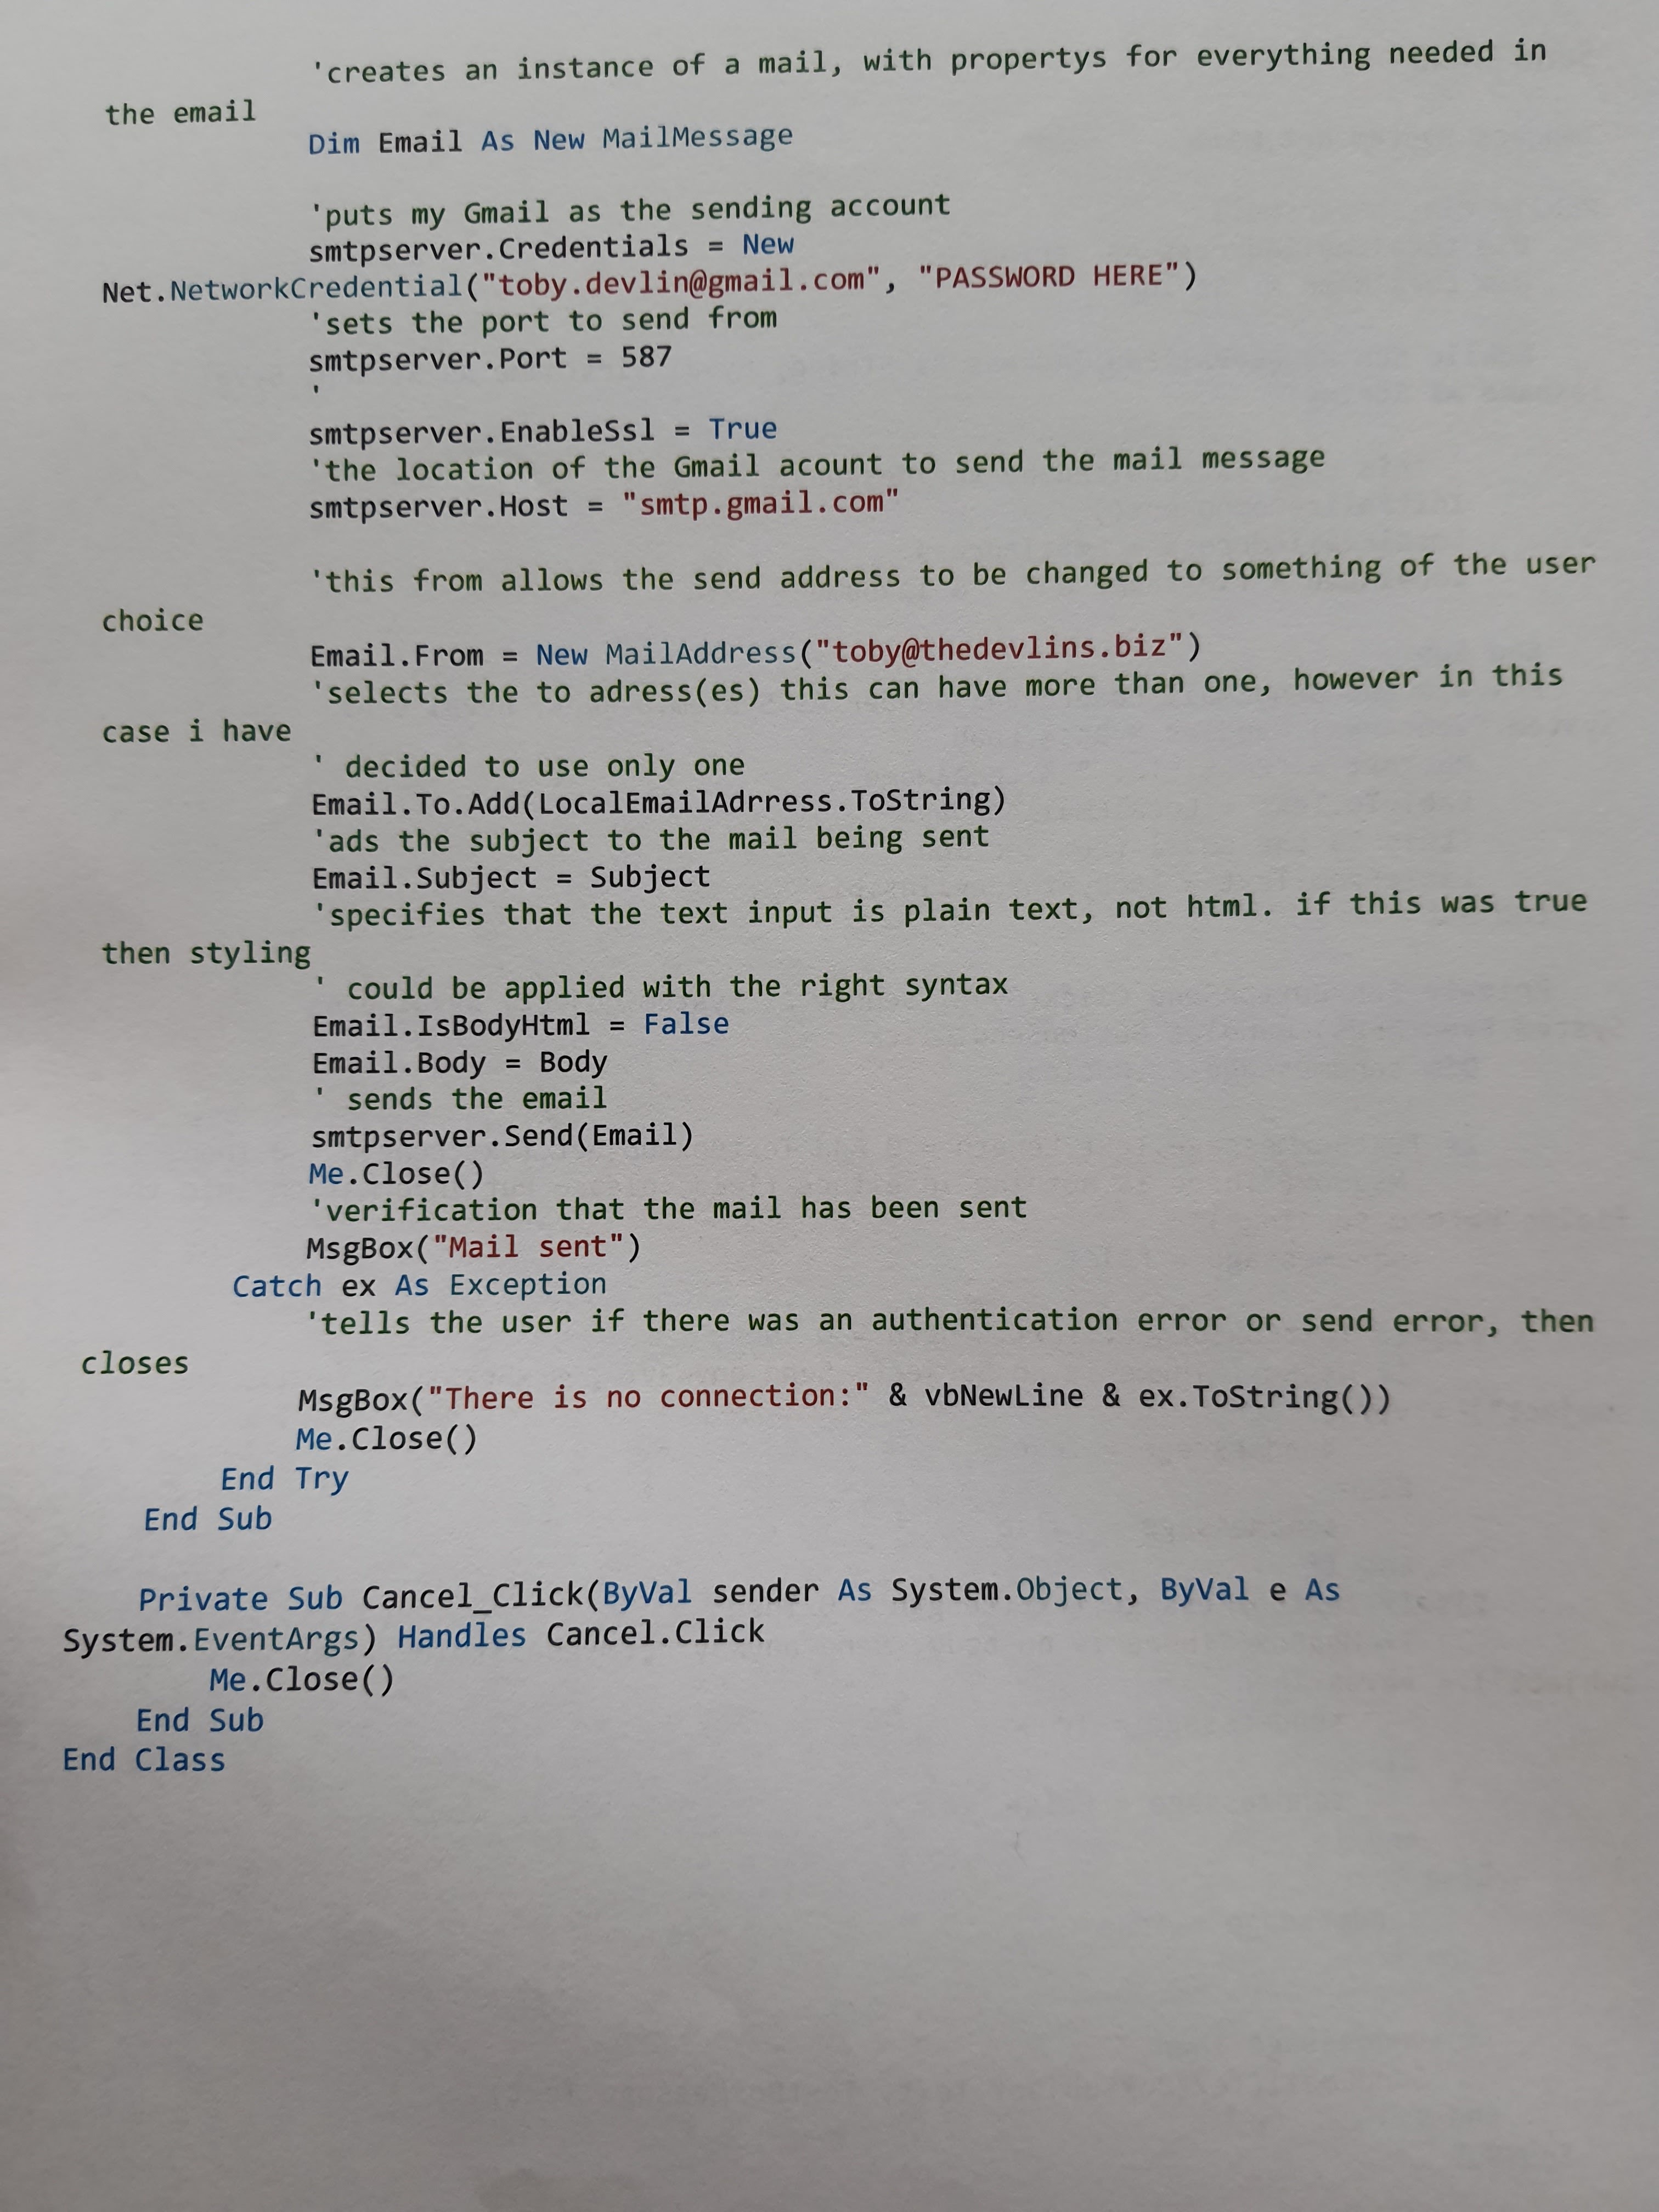 'creates an instance of a mail, with propertys for everything needed in
the email
Dim Email As New MailMessage
'puts my Gmail as the sending account
smtpserver.Credentials = New
Net.NetworkCredential("toby.devlin@gmail.com", "PASSWORD HERE")
'sets the port to send from
smtpserver.Port = 587
'
smtpserver.EnableSsl = True
'the location of the Gmail acount to send the mail message
smtpserver.Host = "smtp.gmail.com"
'this from allows the send address to be changed to something of the user
choice
Email.From = New MailAddress("toby@thedevlins.biz")
'selects the to adress(es) this can have more than one, however in this
case i have
' decided to use only one
Email.To.Add(LocalEmailAdrress.ToString)
'ads the subject to the mail being sent
Email.Subject = Subject
'specifies that the text input is plain text, not html. if this was true
then styling
' could be applied with the right syntax
Email.IsBodyHtml = False
Email.Body = Body
' sends the email
smtpserver.Send(Email)
Me.Close()
'verification that the mail has been sent
MsgBox("Mail sent")
Catch ex As Exception
'tells the user if there was an authentication error or send error, then
closes
MsgBox("There is no connection:" & vbNewLine & ex.ToString())
Me.Close()
End Try
End Sub
Private Sub Cancel_Click(ByVal sender As System.Object, ByVal e As
System.EventArgs) Handles Cancel.Click
Me.Close()
End Sub
End Class